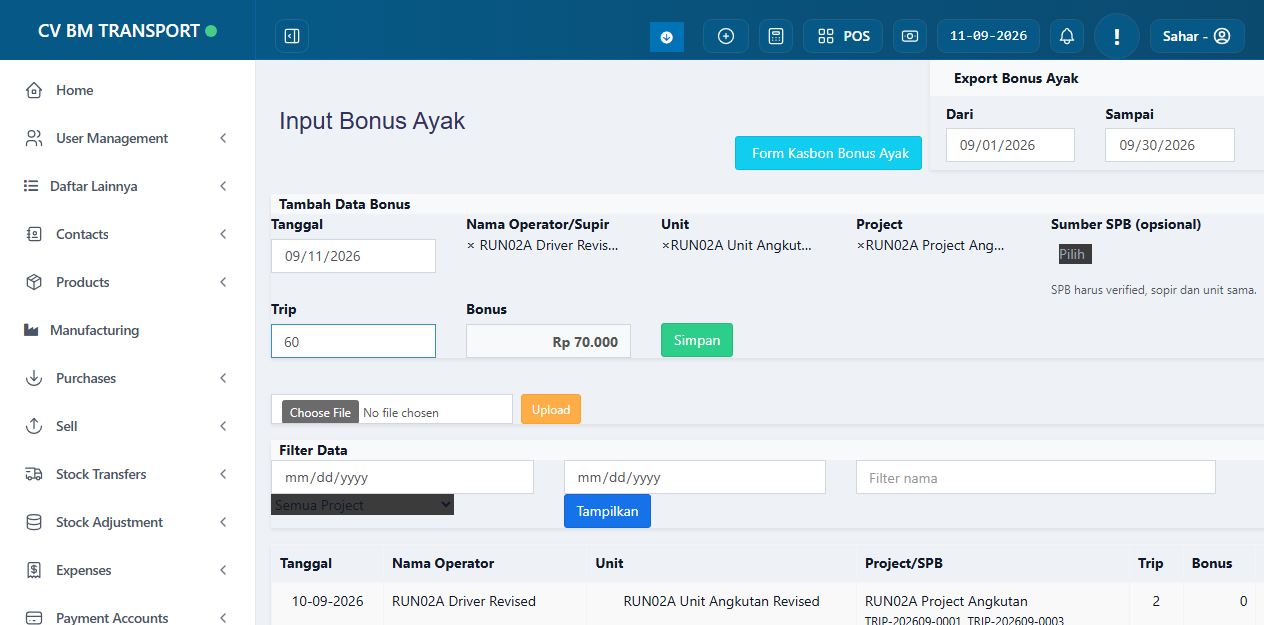 CV BM TRANSPORT
POS
11-09-2026
!
Sahar -
Home
User Management
Daftar Lainnya
Contacts
Products
Manufacturing
Purchases
Sell
Stock Transfers
Stock Adjustment
Expenses
Payment Accounts
Export Bonus Ayak
Dari
Sampai
09/01/2026
09/30/2026
Input Bonus Ayak
Form Kasbon Bonus Ayak
Tambah Data Bonus
Tanggal
Nama Operator/Supir
Unit
Project
Sumber SPB (opsional)
09/11/2026
× RUN02A Driver Revis...
×RUN02A Unit Angkut...
×RUN02A Project Ang...
Pilih
SPB harus verified, sopir dan unit sama.
Trip
Bonus
60
Rp 70.000
Simpan
Choose File No file chosen
Upload
Filter Data
mm/dd/yyyy
mm/dd/yyyy
Filter nama
Semua Project
Tampilkan
Tanggal
Nama Operator
Unit
Project/SPB
Trip
Bonus
10-09-2026
RUN02A Driver Revised
RUN02A Unit Angkutan Revised
RUN02A Project Angkutan
TRIP-202609-0001, TRIP-202609-0003
2
0